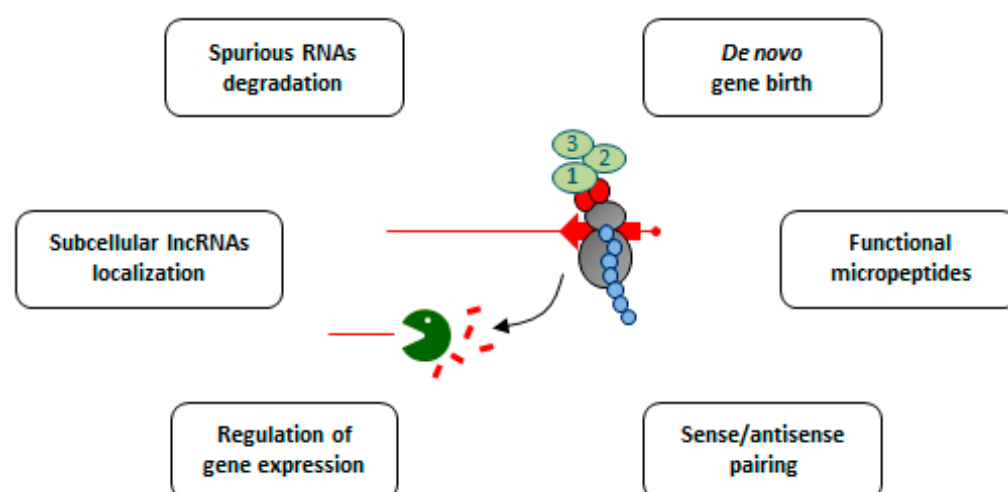 Spurious RNAs
degradation
De novo
gene birth
3
2
1
Subcellular lncRNAs
localization
Functional
micropeptides
Regulation of
gene expression
Sense/antisense
pairing